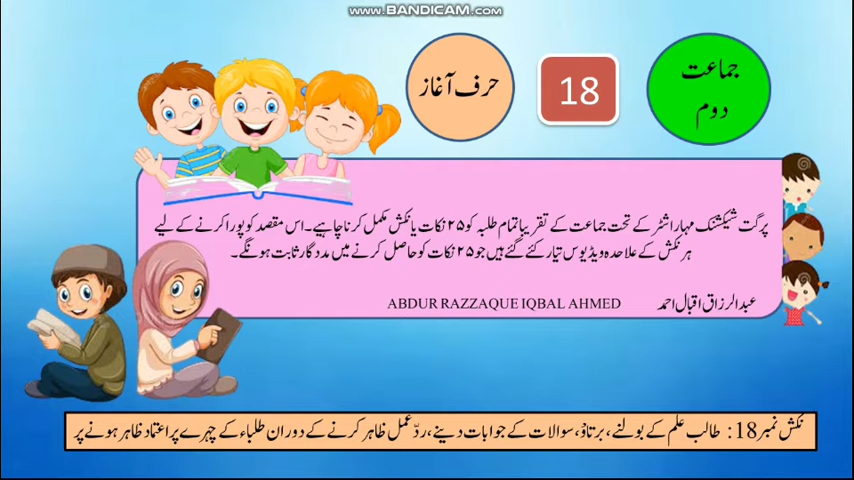 www.BANDICAM.com
جماعت
دوم
18
حرف آغاز
پرگت شیکشنک مہاراشٹر کے تحت جماعت کے تقریبا تمام طلبہ کو ۲۵ نکات یا نکش مکمل کرنا چاہیے۔ اس مقصد کو پورا کرنے کے لیے
ہر نکش کے علاحدہ ویڈیوس تیار کئے گئے ہیں جو ۲۵ نکات کو حاصل کرنے میں مددگار ثابت ہونگے۔
عبدالرزاق اقبال احمد ABDUR RAZZAQUE IQBAL AHMED
نکش نمبر 18: طالب علم کے بولنے، برتاؤ، سوالات کے جوابات دینے، ردّ عمل ظاہر کرنے کے دوران طلباء کے چہرے پر اعتماد ظاہر ہونے پر